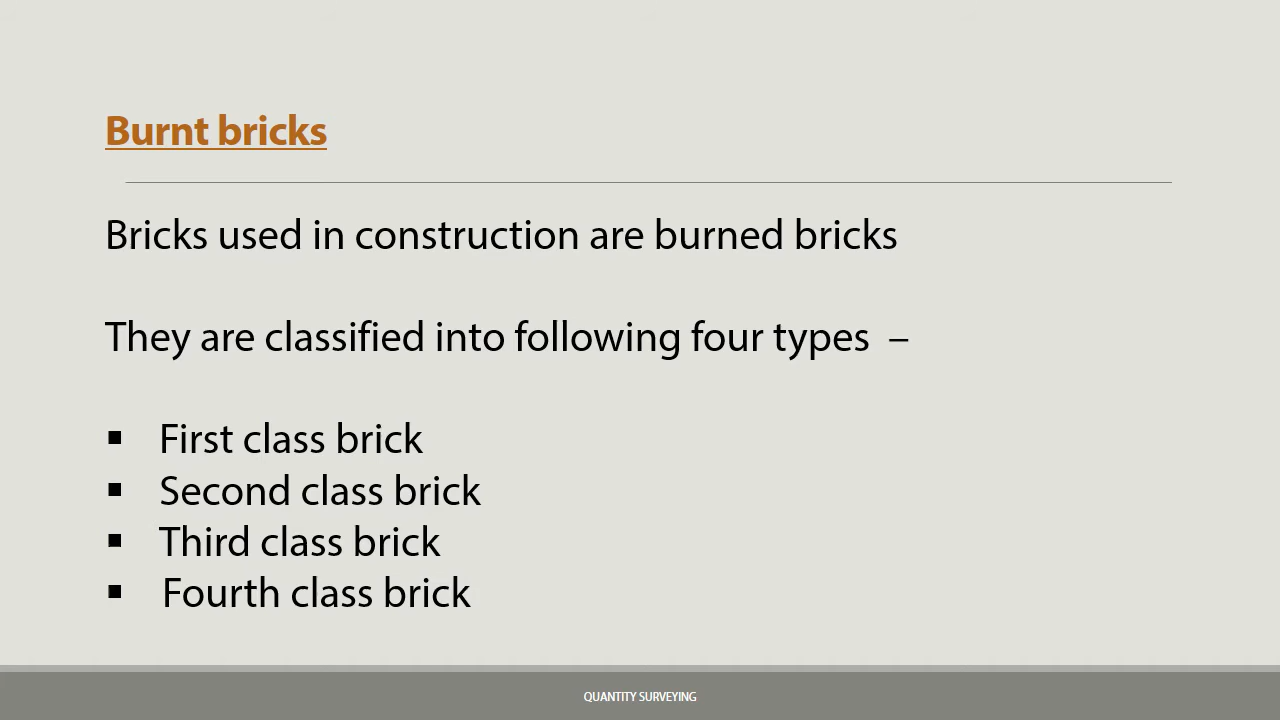 Burnt bricks
Bricks used in construction are burned bricks
They are classified into following four types –
▪ First class brick
▪ Second class brick
▪ Third class brick
▪ Fourth class brick
QUANTITY SURVEYING